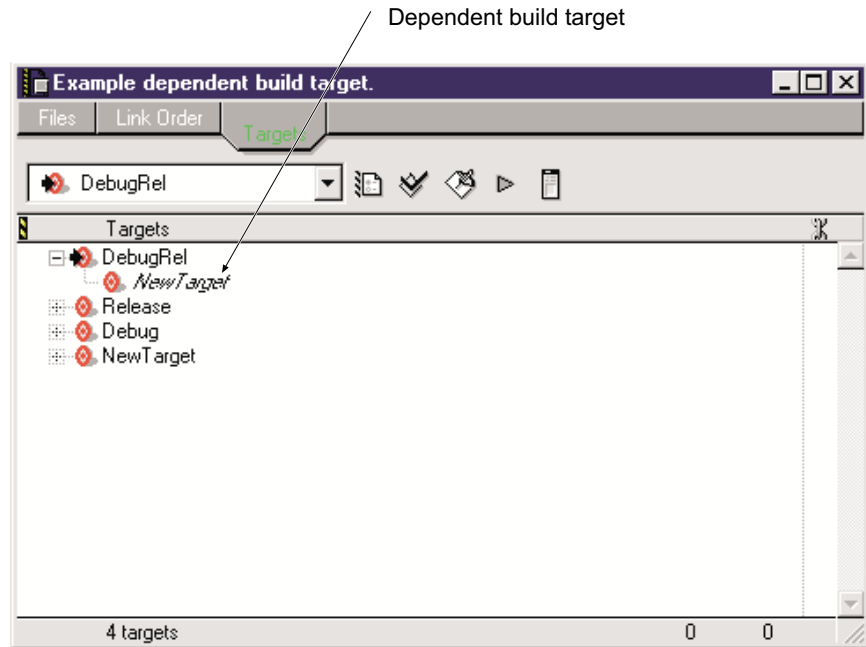 Dependent build target
Example dependent build target.
Files Link Order Targets
DebugRel
Targets
DebugRel
NewTarget
Release
Debug
NewTarget
4 targets 0 0